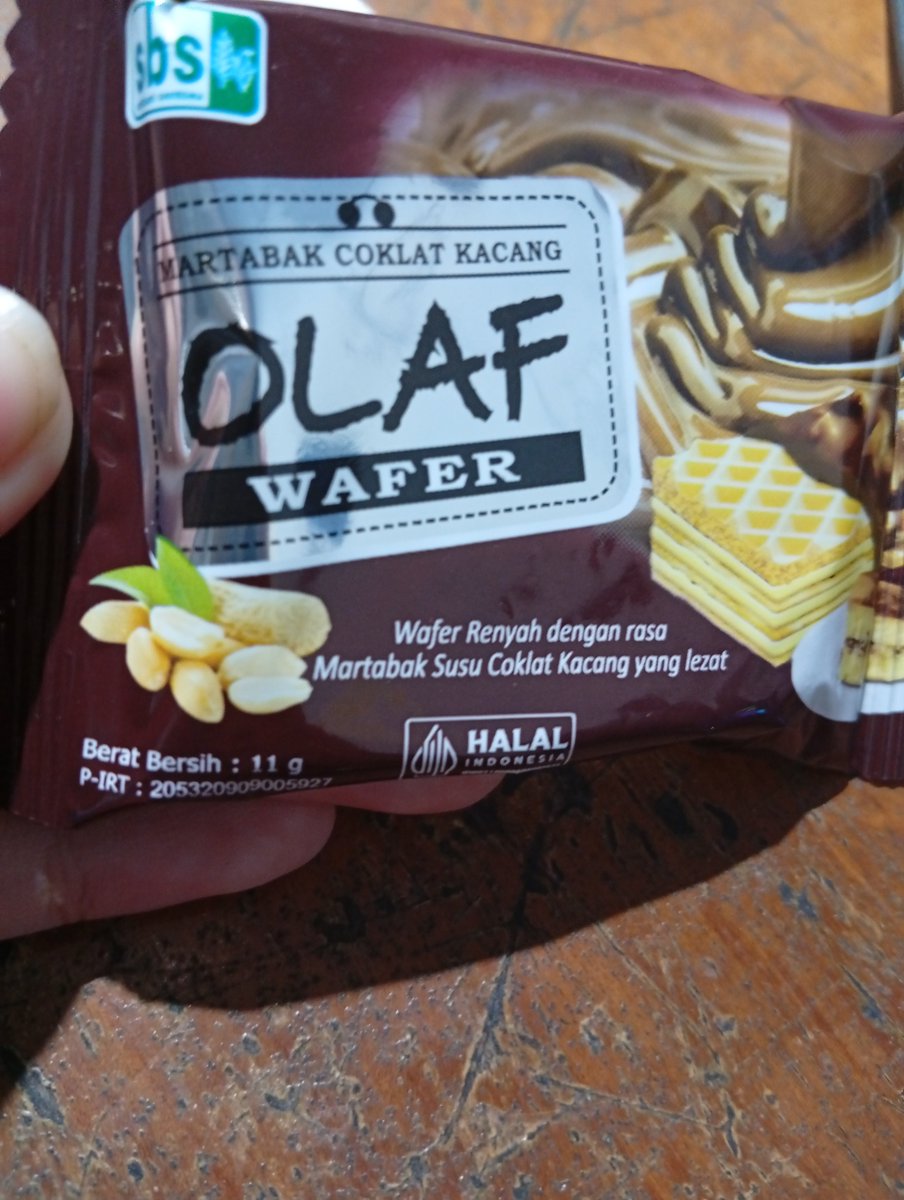 sbs
MARTABAK COKLAT KACANG
OLAF
WAFER
Wafer Renyah dengan rasa
Martabak Susu Coklat Kacang yang lezat
HALAL
INDONESIA
Berat Bersih : 11 g
P-IRT : 205320909005927